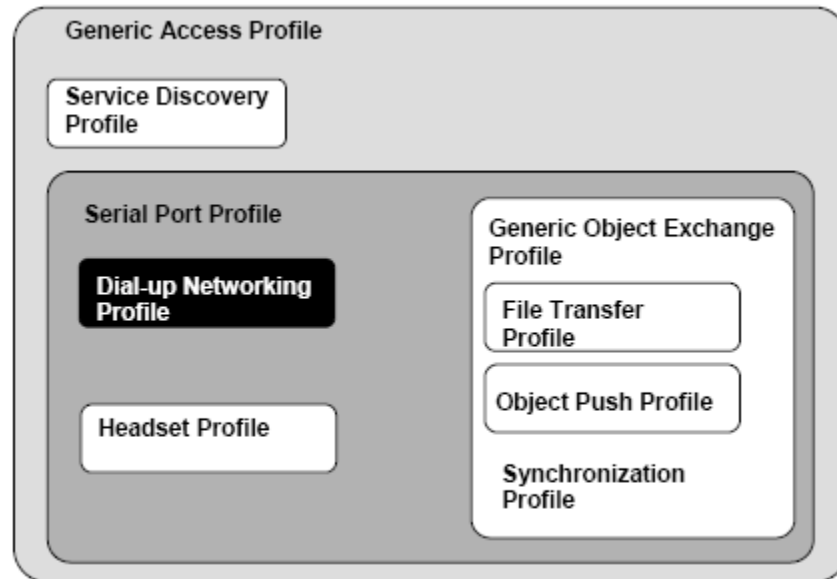 Generic Access Profile
Service Discovery
Profile
Serial Port Profile
Dial-up Networking
Profile
Headset Profile
Generic Object Exchange
Profile
File Transfer
Profile
Object Push Profile
Synchronization
Profile